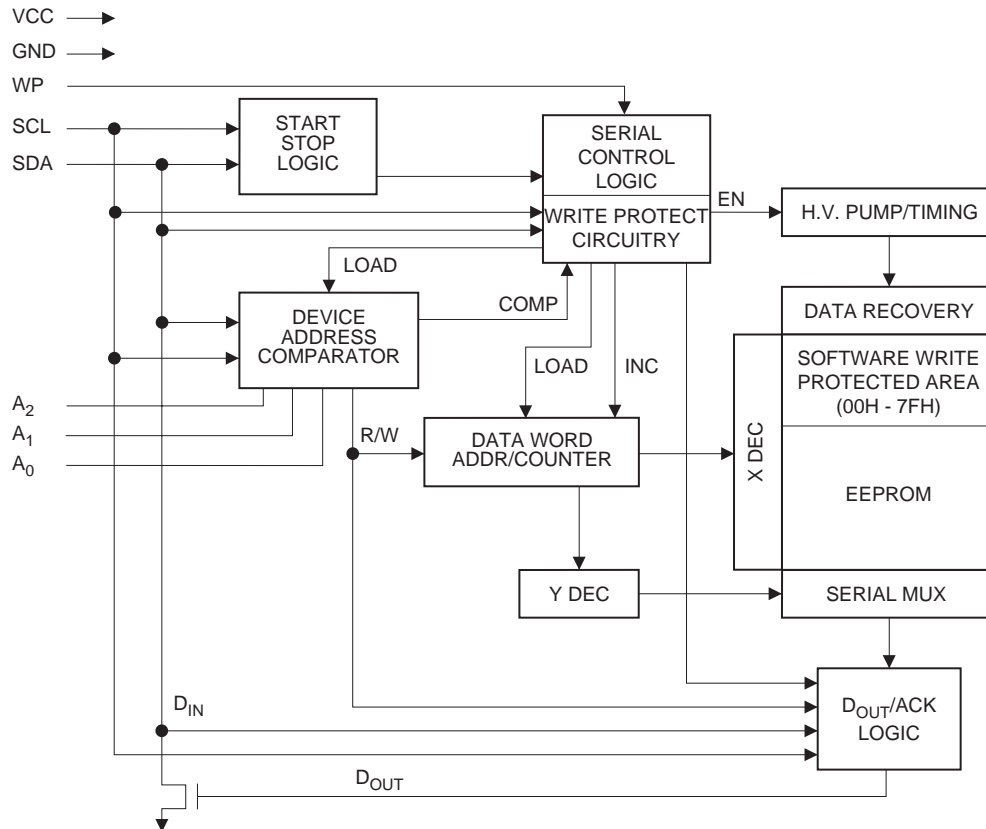 VCC
GND
WP
SCL
SDA
START
STOP
LOGIC
SERIAL
CONTROL
LOGIC
WRITE PROTECT
CIRCUITRY
EN
H.V. PUMP/TIMING
LOAD
COMP
DEVICE
ADDRESS
COMPARATOR
LOAD
INC
DATA RECOVERY
SOFTWARE WRITE
PROTECTED AREA
(00H - 7FH)
X DEC
EEPROM
A2
A1
A0
R/W
DATA WORD
ADDR/COUNTER
Y DEC
SERIAL MUX
DIN
DOUT/ACK
LOGIC
DOUT